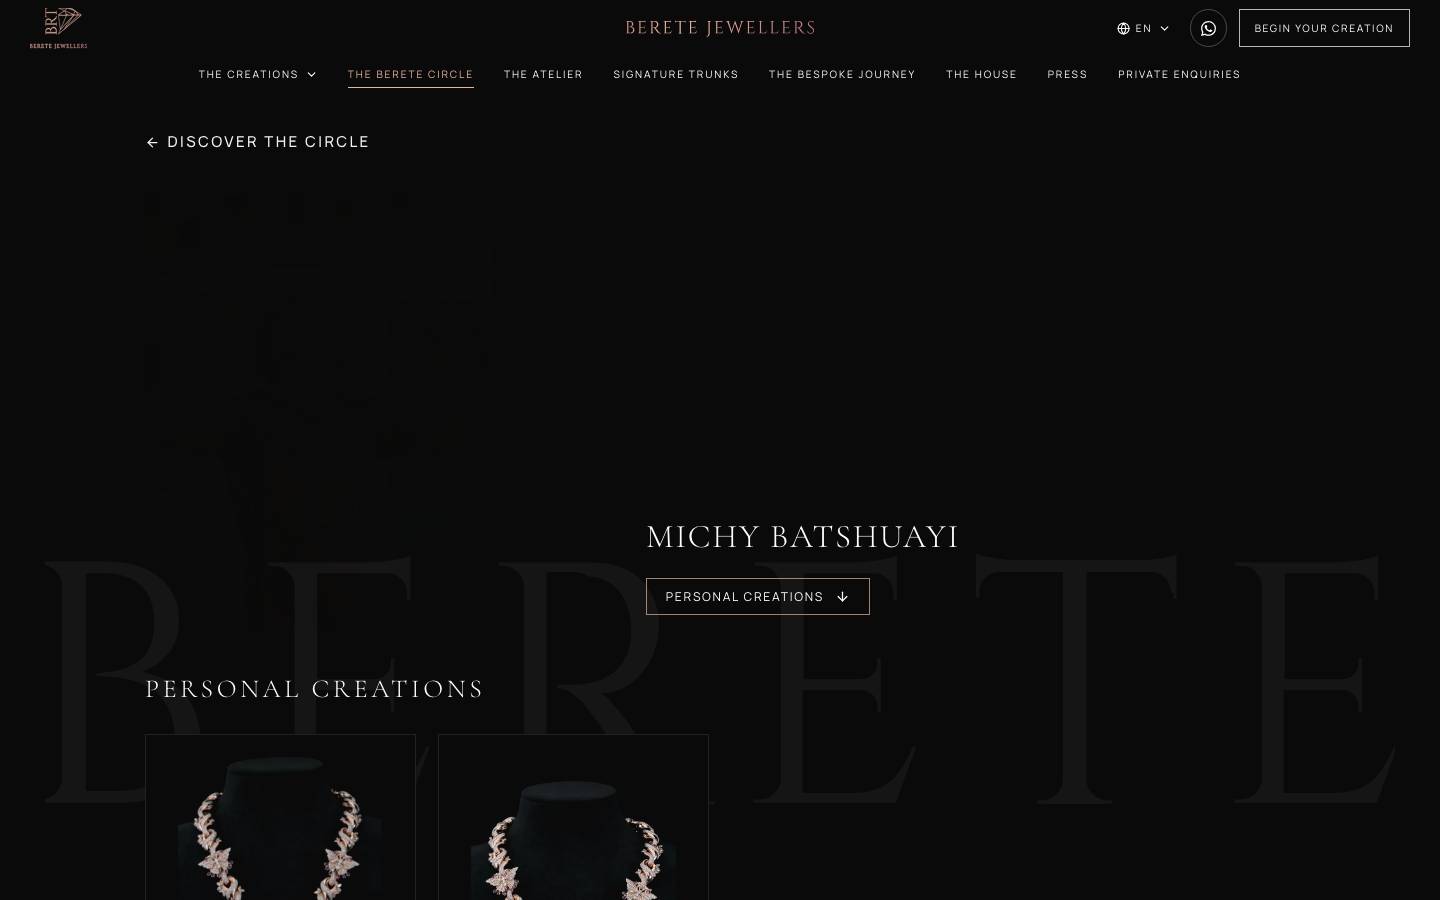 BRT
BERETE JEWELLERS
BERETE JEWELLERS
EN
BEGIN YOUR CREATION
THE CREATIONS
THE BERETE CIRCLE
THE ATELIER
SIGNATURE TRUNKS
THE BESPOKE JOURNEY
THE HOUSE
PRESS
PRIVATE ENQUIRIES
← DISCOVER THE CIRCLE
MICHY BATSHUAYI
PERSONAL CREATIONS ↓
BERETE
PERSONAL CREATIONS